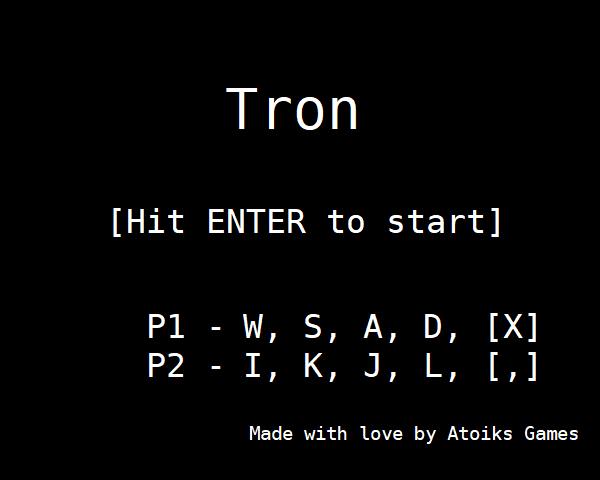 Tron
[Hit ENTER to start]
P1 - W, S, A, D, [X]
P2 - I, K, J, L, [,]
Made with love by Atoiks Games